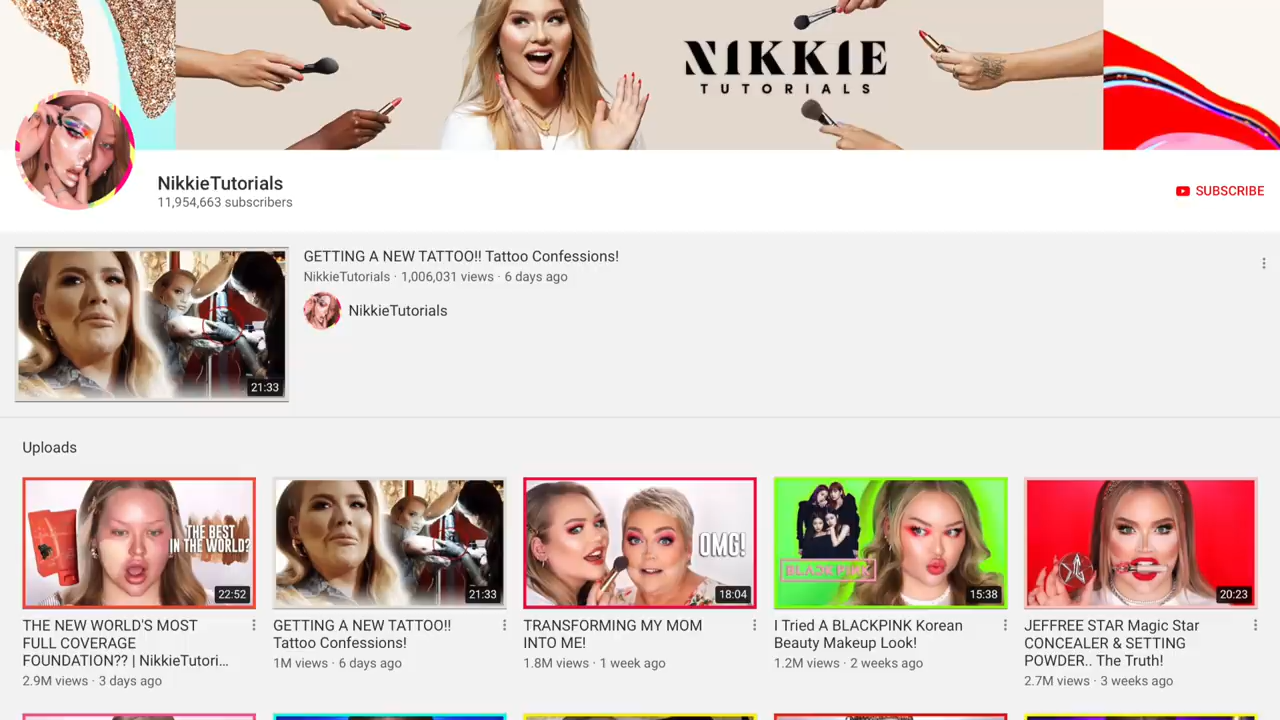 NIKKIE
TUTORIALS
NikkieTutorials
11,954,663 subscribers
SUBSCRIBE
GETTING A NEW TATTOO!! Tattoo Confessions!
NikkieTutorials · 1,006,031 views · 6 days ago
NikkieTutorials
21:33
Uploads
THE BEST
IN THE WORLD?
22:52
21:33
OMG!
18:04
BLACKPINK
15:38
20:23
THE NEW WORLD'S MOST
FULL COVERAGE
FOUNDATION?? | NikkieTutori...
2.9M views · 3 days ago
GETTING A NEW TATTOO!!
Tattoo Confessions!
1M views · 6 days ago
TRANSFORMING MY MOM
INTO ME!
1.8M views · 1 week ago
I Tried A BLACKPINK Korean
Beauty Makeup Look!
1.2M views · 2 weeks ago
JEFFREE STAR Magic Star
CONCEALER & SETTING
POWDER.. The Truth!
2.7M views · 3 weeks ago